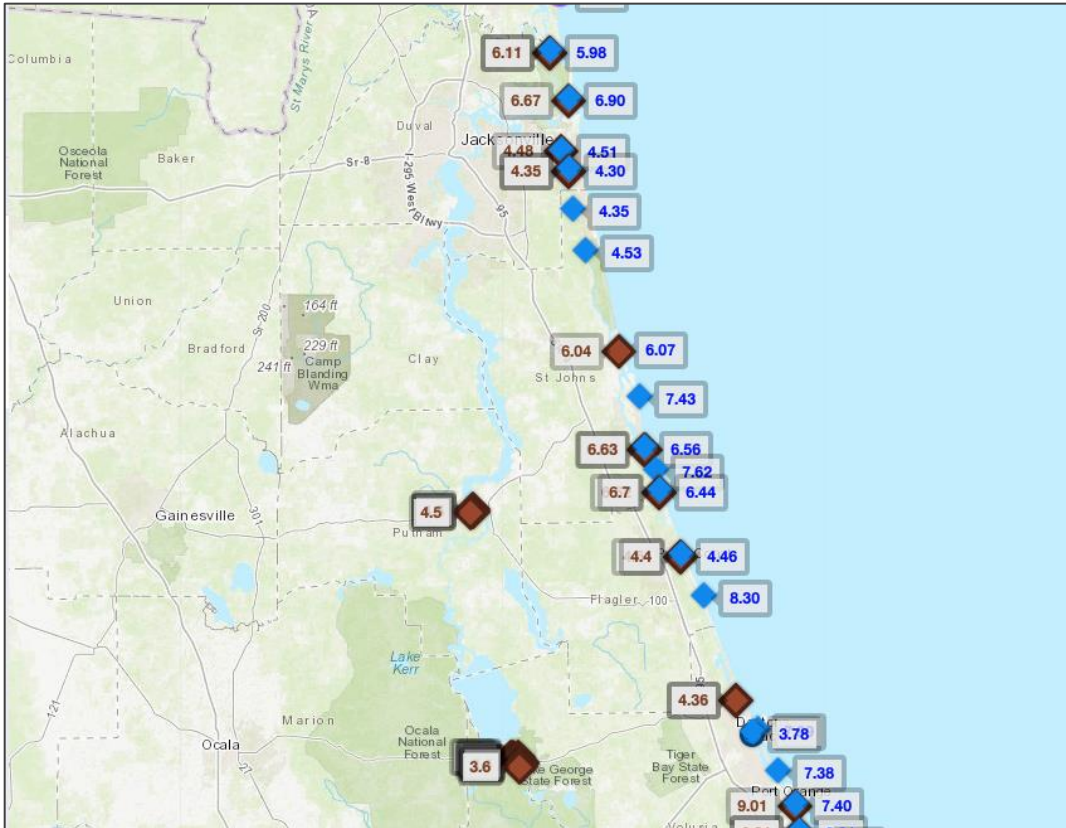 6.11
5.98
Columbia
St Marys River
6.67
6.90
Duval
Jacksonville
Osceola
National
Forest
Baker
Sr-8
4.48
4.51
4.35
4.30
I-295 West Bltwy
95
4.35
4.53
Union
164 ft
Sr-200
Bradford
229 ft
241 ft
Camp
Blanding
Wma
Clay
6.04
6.07
St Johns
7.43
Alachua
6.63
6.56
7.62
6.7
6.44
4.5
Gainesville
301
Putnam
4.4
4.46
Flagler
100
8.30
Lake
Kerr
121
4.36
95
Marion
Ocala
Ocala
National
Forest
3.78
27
3.6
George
State Forest
Tiger
Bay State
Forest
7.38
Port Orange
9.01
7.40
Volusia